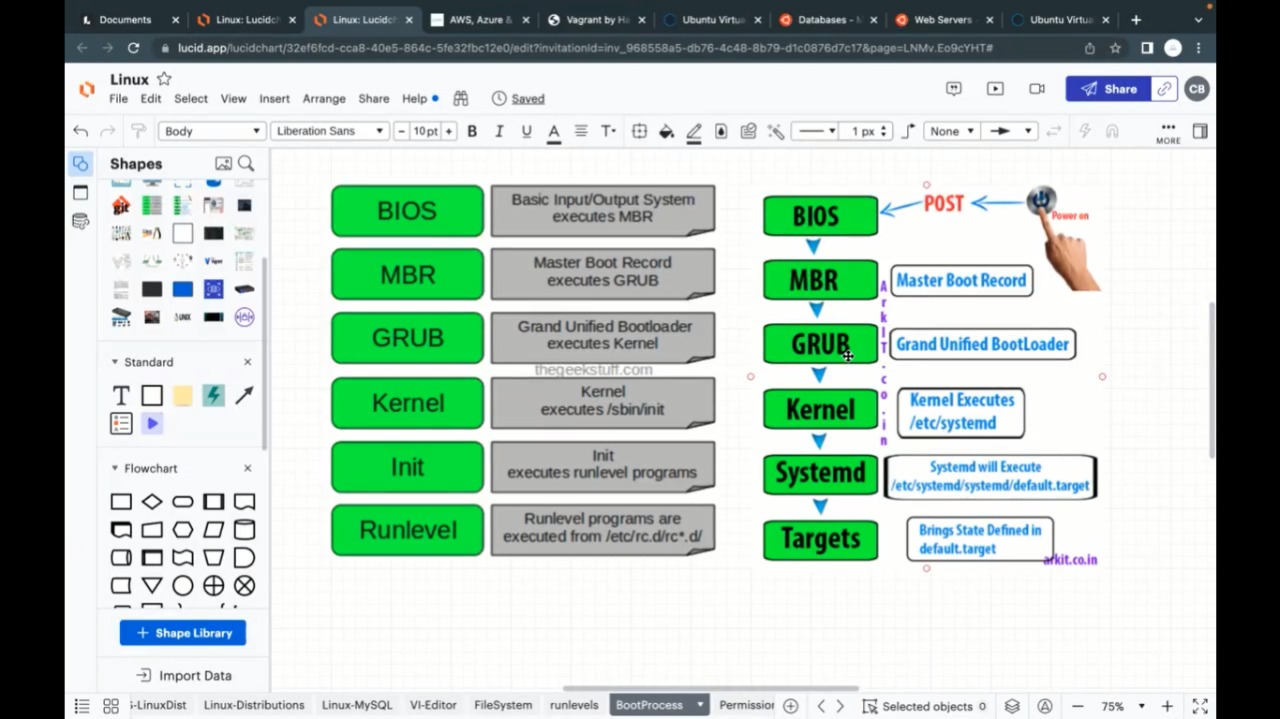 Documents
Linux: Lucidch
Linux: Lucidch
AWS, Azure &
Vagrant by Ha
Ubuntu Virtua
Databases - M
Web Servers -
Ubuntu Virtua
lucid.app/lucidchart/32ef6fcd-cca8-40e5-864c-5fe32fbc12e0/edit?invitationId=inv_968558a5-db76-4c48-8b79-d1c0876d7c17&page=LNMv.Eo9cYHT#
Linux
File Edit Select View Insert Arrange Share Help Saved
Share
CB
Body
Liberation Sans
10 pt
B I U A T
1 px
None
MORE
Shapes
git
UNIX
Standard
T
Flowchart
Shape Library
Import Data
BIOS
Basic Input/Output System
executes MBR
MBR
Master Boot Record
executes GRUB
GRUB
Grand Unified Bootloader
executes Kernel
thegeekstuff.com
Kernel
Kernel
executes /sbin/init
Init
Init
executes runlevel programs
Runlevel
Runlevel programs are
executed from /etc/rc.d/rc*.d/
BIOS
POST
Power on
MBR
Master Boot Record
GRUB
Grand Unified BootLoader
Kernel
Kernel Executes
/etc/systemd
Systemd
Systemd will Execute
/etc/systemd/systemd/default.target
Targets
Brings State Defined in
default.target
ArkIT.co.in
arkit.co.in
-LinuxDist
Linux-Distributions
Linux-MySQL
VI-Editor
FileSystem
runlevels
BootProcess
Permission
Selected objects 0
75%